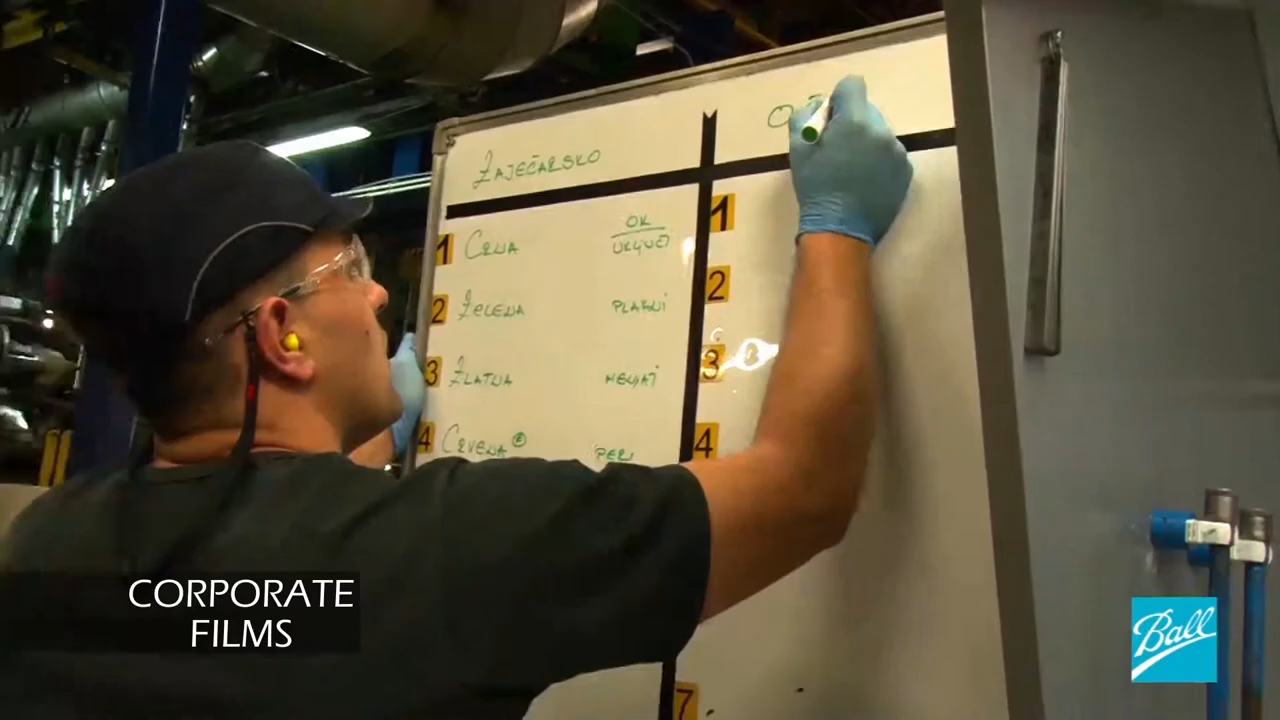 ZAJEČARSKO
1 CRNA OK
UKLJUČI
2 ZELENA
3 ZLATNA
4 CRVENA PERI
1
2
3
4
7
CORPORATE
FILMS
Ball